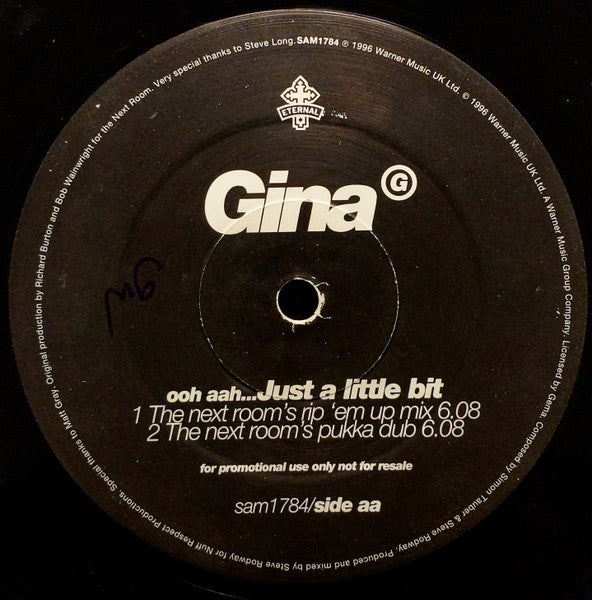 Special thanks to Matt Gray. Original production by Richard Burton and Bob Wainwright for the Next Room. Very special thanks to Steve Long. SAM1784 ℗ 1996 Warner Music UK Ltd. © 1996 Warner Music UK Ltd. A Warner Music Group Company. Licensed by Gema. Composed by Simon Tauber & Steve Rodway. Produced and mixed by Steve Rodway for Nuff Respect Productions.
ETERNAL
Gina G
ooh aah...Just a little bit
1 The next room's rip 'em up mix 6.08
2 The next room's pukka dub 6.08
for promotional use only not for resale
sam1784/side aa